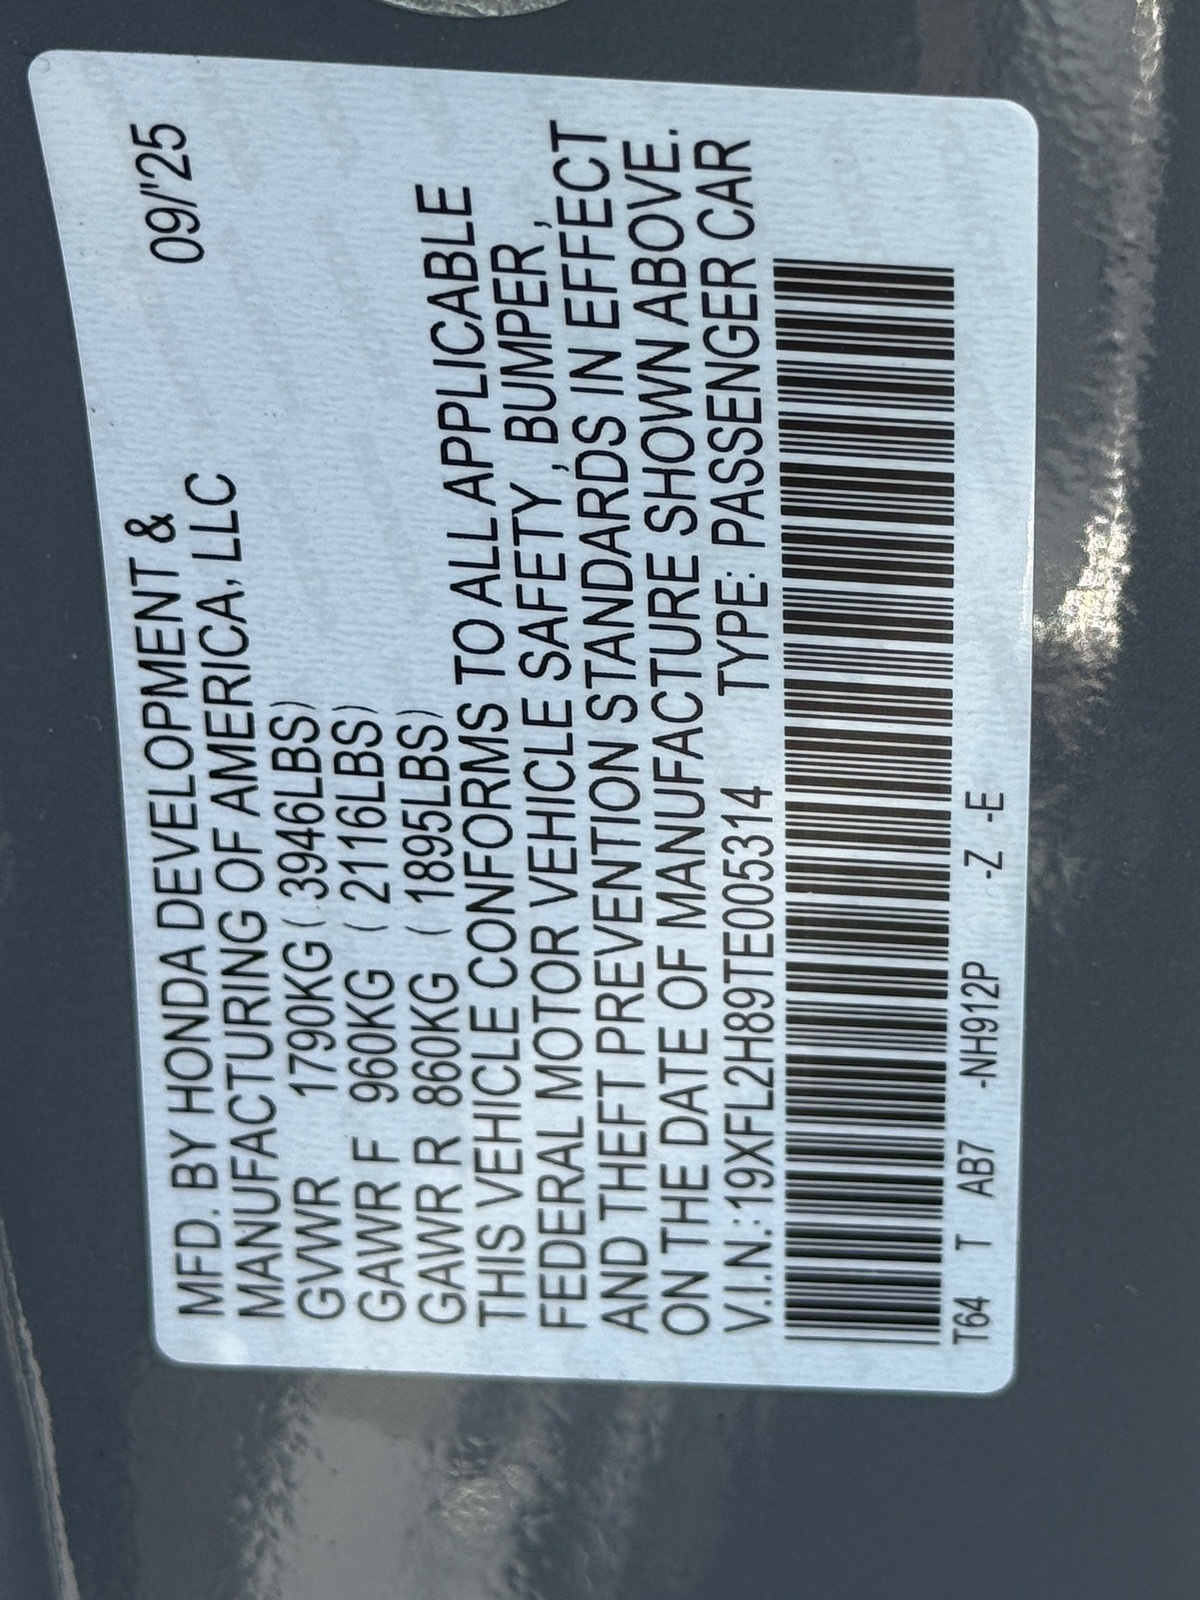 MFD. BY HONDA DEVELOPMENT & 09/'25
MANUFACTURING OF AMERICA, LLC
GVWR 1790KG ( 3946LBS)
GAWR F 960KG ( 2116LBS)
GAWR R 860KG ( 1895LBS)
THIS VEHICLE CONFORMS TO ALL APPLICABLE
FEDERAL MOTOR VEHICLE SAFETY , BUMPER ,
AND THEFT PREVENTION STANDARDS IN EFFECT
ON THE DATE OF MANUFACTURE SHOWN ABOVE.
V.I.N.:19XFL2H89TE005314 TYPE: PASSENGER CAR
T64 T AB7 -NH912P -Z -E